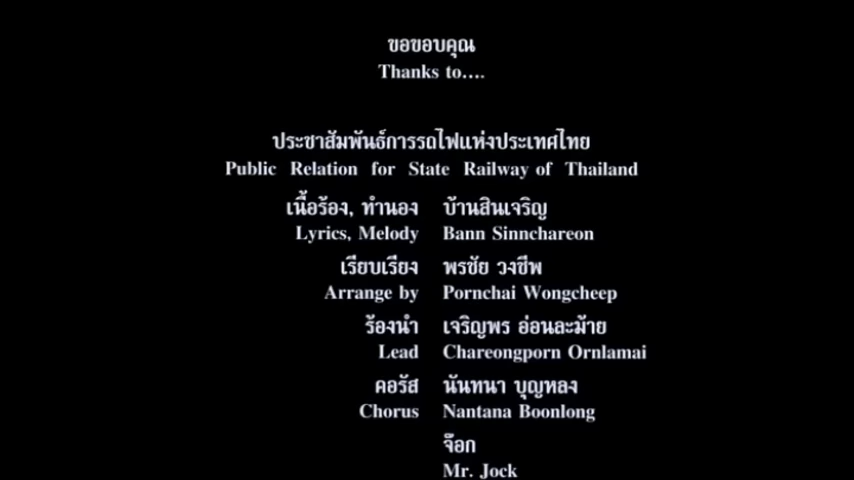 ขอขอบคุณ
Thanks to....
ประชาสัมพันธ์การรถไฟแห่งประเทศไทย
Public Relation for State Railway of Thailand
เนื้อร้อง, ทำนอง บ้านสินเจริญ
Lyrics, Melody Bann Sinnchareon
เรียบเรียง พรชัย วงชีพ
Arrange by Pornchai Wongcheep
ร้องนำ เจริญพร อ่อนละม้าย
Lead Chareongporn Ornlamai
คอรัส นันทนา บุญหลง
Chorus Nantana Boonlong
จ๊อก
Mr. Jock